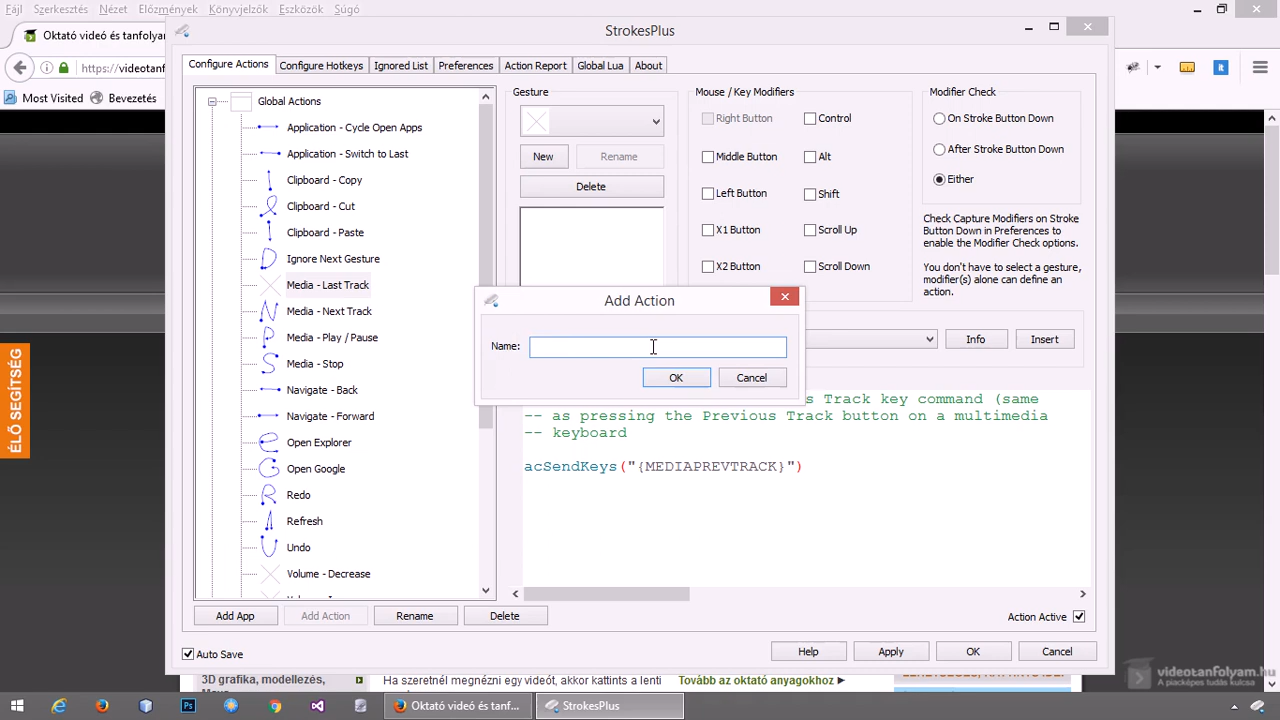 Fájl Szerkesztés Nézet Előzmények Könyvjelzők Eszközök Súgó
StrokesPlus
Oktató videó és tanfolya
https://videotanf
Most Visited
Bevezetés
Configure Actions
Configure Hotkeys
Ignored List
Preferences
Action Report
Global Lua
About
Global Actions
Application - Cycle Open Apps
Application - Switch to Last
Clipboard - Copy
Clipboard - Cut
Clipboard - Paste
Ignore Next Gesture
Media - Last Track
Media - Next Track
Media - Play / Pause
Media - Stop
Navigate - Back
Navigate - Forward
Open Explorer
Open Google
Redo
Refresh
Undo
Volume - Decrease
Gesture
New
Rename
Delete
Mouse / Key Modifiers
Right Button
Control
Middle Button
Alt
Left Button
Shift
X1 Button
Scroll Up
X2 Button
Scroll Down
Modifier Check
On Stroke Button Down
After Stroke Button Down
Either
Check Capture Modifiers on Stroke
Button Down in Preferences to
enable the Modifier Check options.
You don't have to select a gesture,
modifier(s) alone can define an
action.
Add Action
Name:
OK
Cancel
Info
Insert
s Track key command (same
-- as pressing the Previous Track button on a multimedia
-- keyboard
acSendKeys("{MEDIAPREVTRACK}")
Add App
Add Action
Rename
Delete
Action Active
Auto Save
Help
Apply
OK
Cancel
ÉLŐ SEGÍTSÉG
3D grafika, modellezés,
Ha szeretnél megnézni egy videót, akkor kattints a lenti
Tovább az oktató anyagokhoz
videotanfolyam.hu
A piacképes tudás kulcsa
Oktató videó és tanf...
StrokesPlus